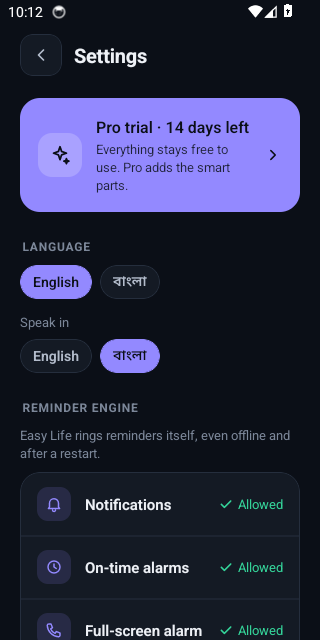 10:12
Settings
Pro trial · 14 days left
Everything stays free to
use. Pro adds the smart
parts.
LANGUAGE
English
বাংলা
Speak in
English
বাংলা
REMINDER ENGINE
Easy Life rings reminders itself, even offline and
after a restart.
Notifications
Allowed
On-time alarms
Allowed
Full-screen alarm
Allowed